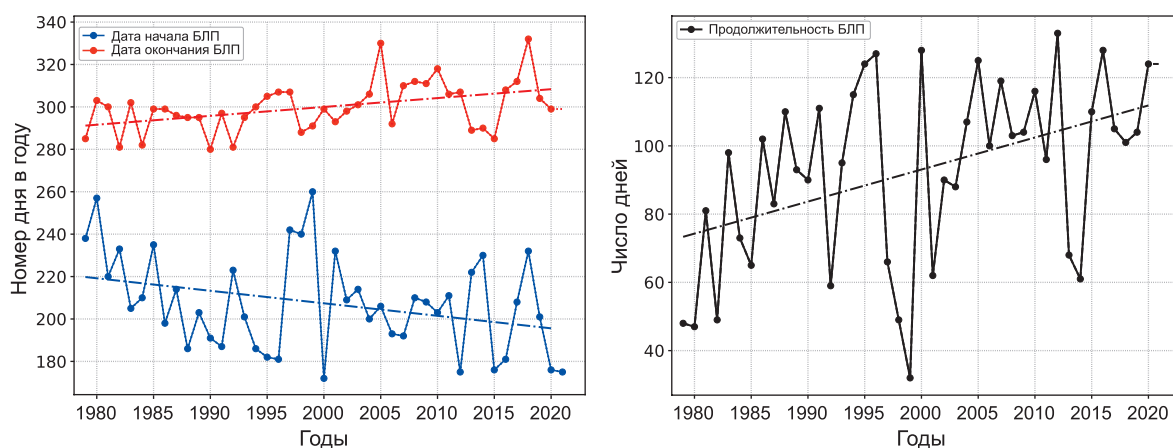 340
320
300
280
260
240
220
200
180
Номер дня в году
Дата начала БЛП
Дата окончания БЛП
1980 1985 1990 1995 2000 2005 2010 2015 2020
Годы
120
100
80
60
40
Число дней
Продолжительность БЛП
1980 1985 1990 1995 2000 2005 2010 2015 2020
Годы